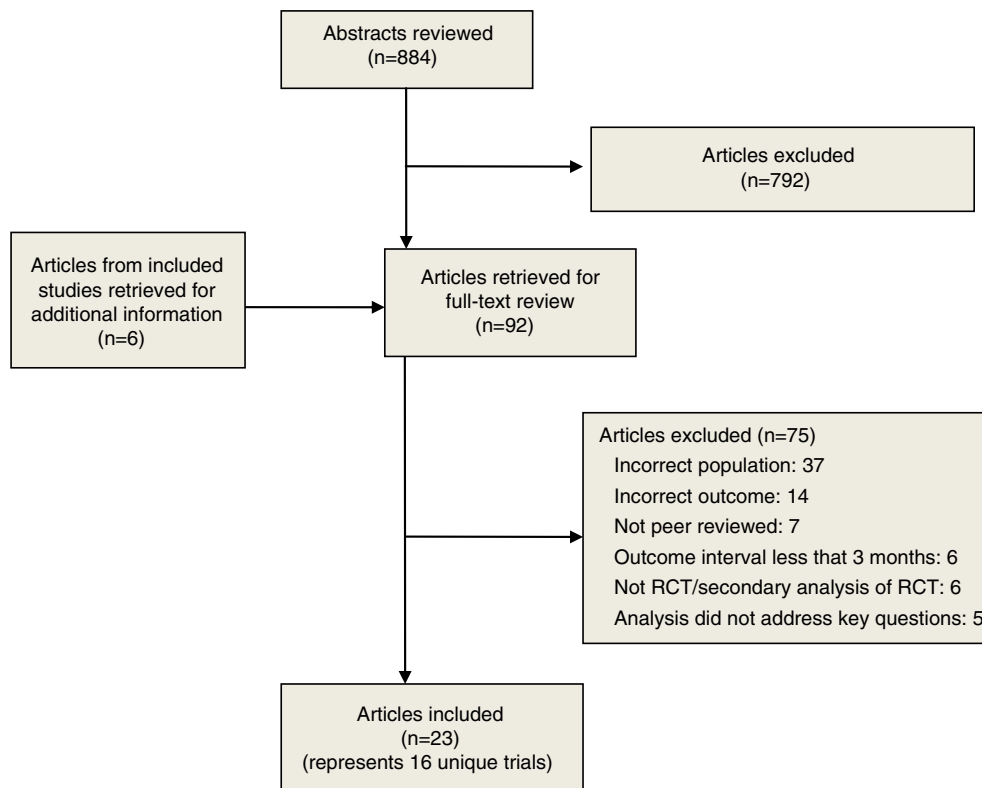 Abstracts reviewed
(n=884)
Articles excluded
(n=792)
Articles from included
studies retrieved for
additional information
(n=6)
Articles retrieved for
full-text review
(n=92)
Articles excluded (n=75)
Incorrect population: 37
Incorrect outcome: 14
Not peer reviewed: 7
Outcome interval less that 3 months: 6
Not RCT/secondary analysis of RCT: 6
Analysis did not address key questions: 5
Articles included
(n=23)
(represents 16 unique trials)